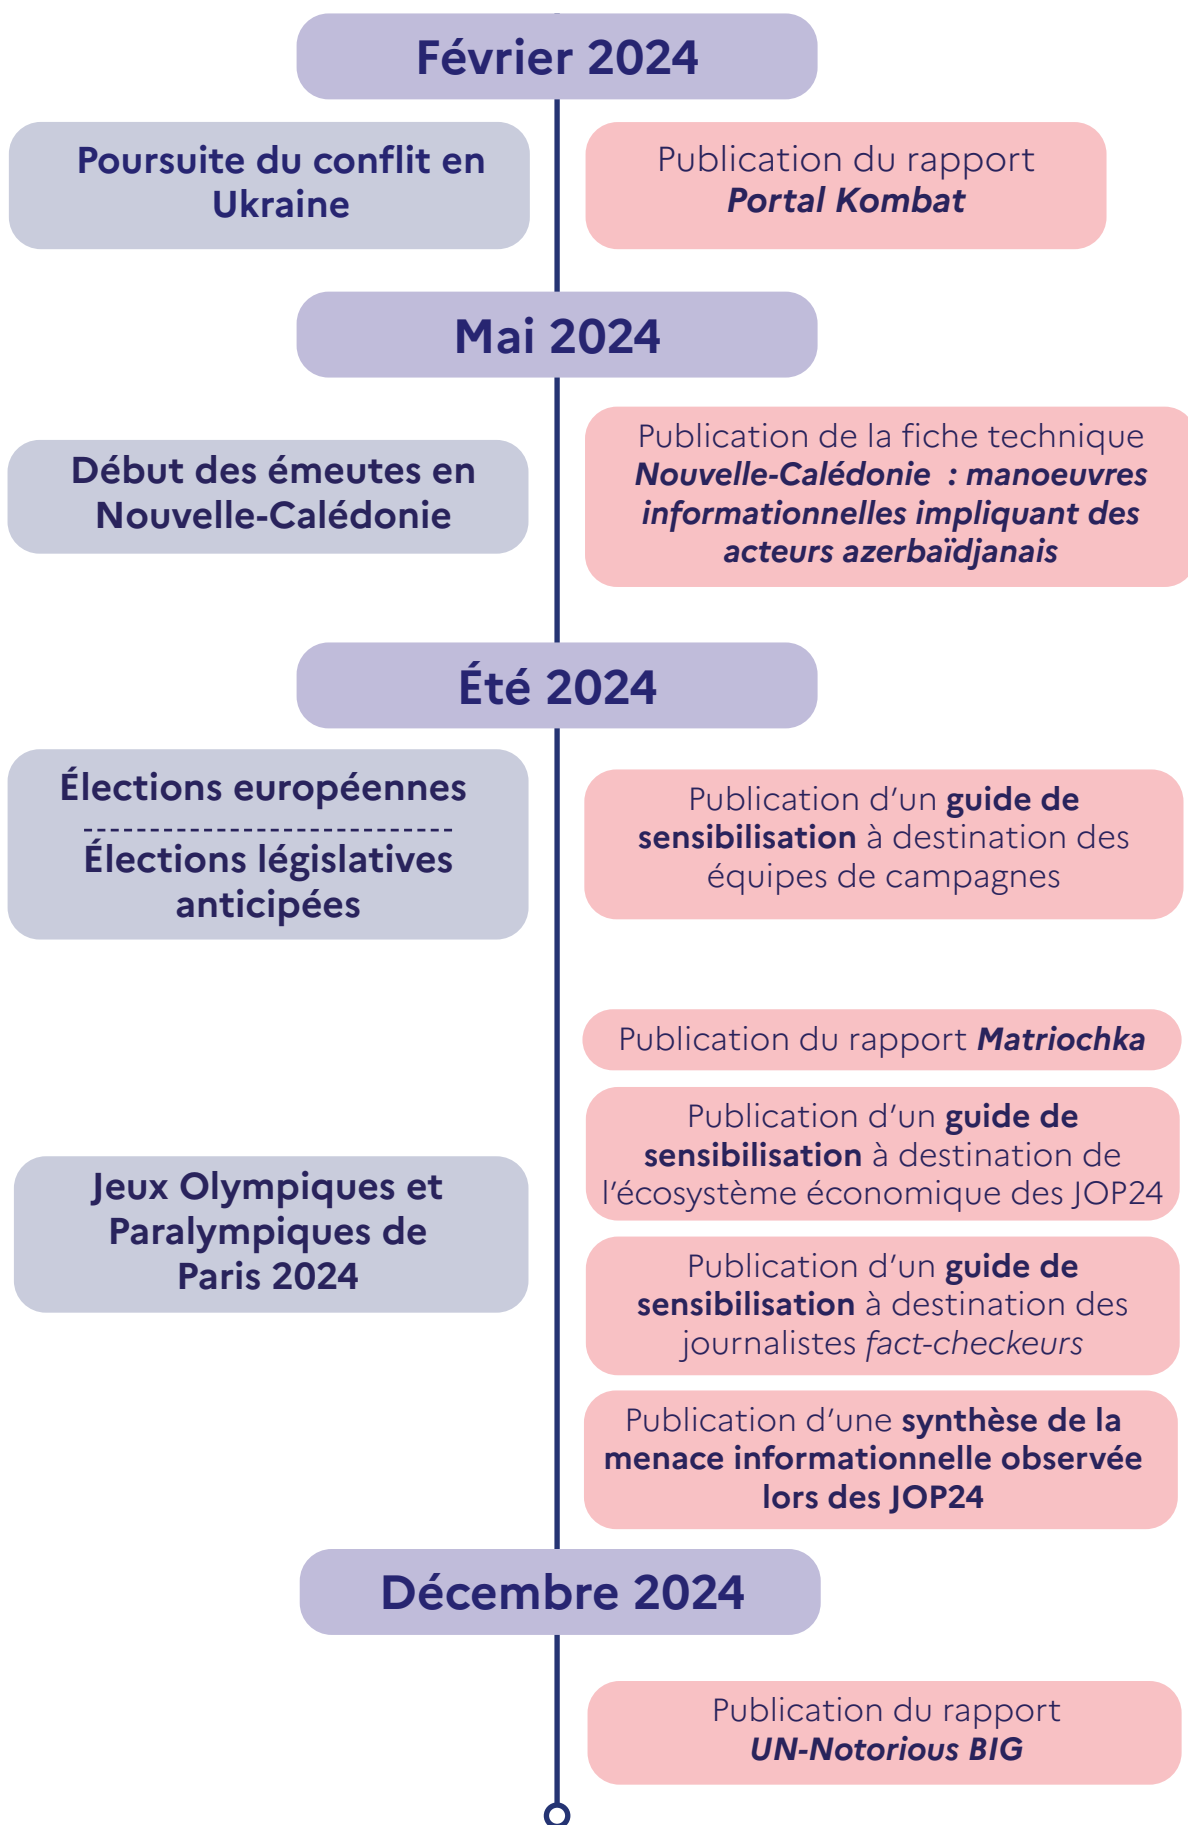 Février 2024
Poursuite du conflit en
Ukraine
Publication du rapport
Portal Kombat
Mai 2024
Début des émeutes en
Nouvelle-Calédonie
Publication de la fiche technique
Nouvelle-Calédonie : manoeuvres
informationnelles impliquant des
acteurs azerbaïdjanais
Été 2024
Élections européennes
Élections législatives
anticipées
Publication d’un guide de
sensibilisation à destination des
équipes de campagnes
Jeux Olympiques et
Paralympiques de
Paris 2024
Publication du rapport Matriochka
Publication d’un guide de
sensibilisation à destination de
l’écosystème économique des JOP24
Publication d’un guide de
sensibilisation à destination des
journalistes fact-checkeurs
Publication d’une synthèse de la
menace informationnelle observée
lors des JOP24
Décembre 2024
Publication du rapport
UN-Notorious BIG